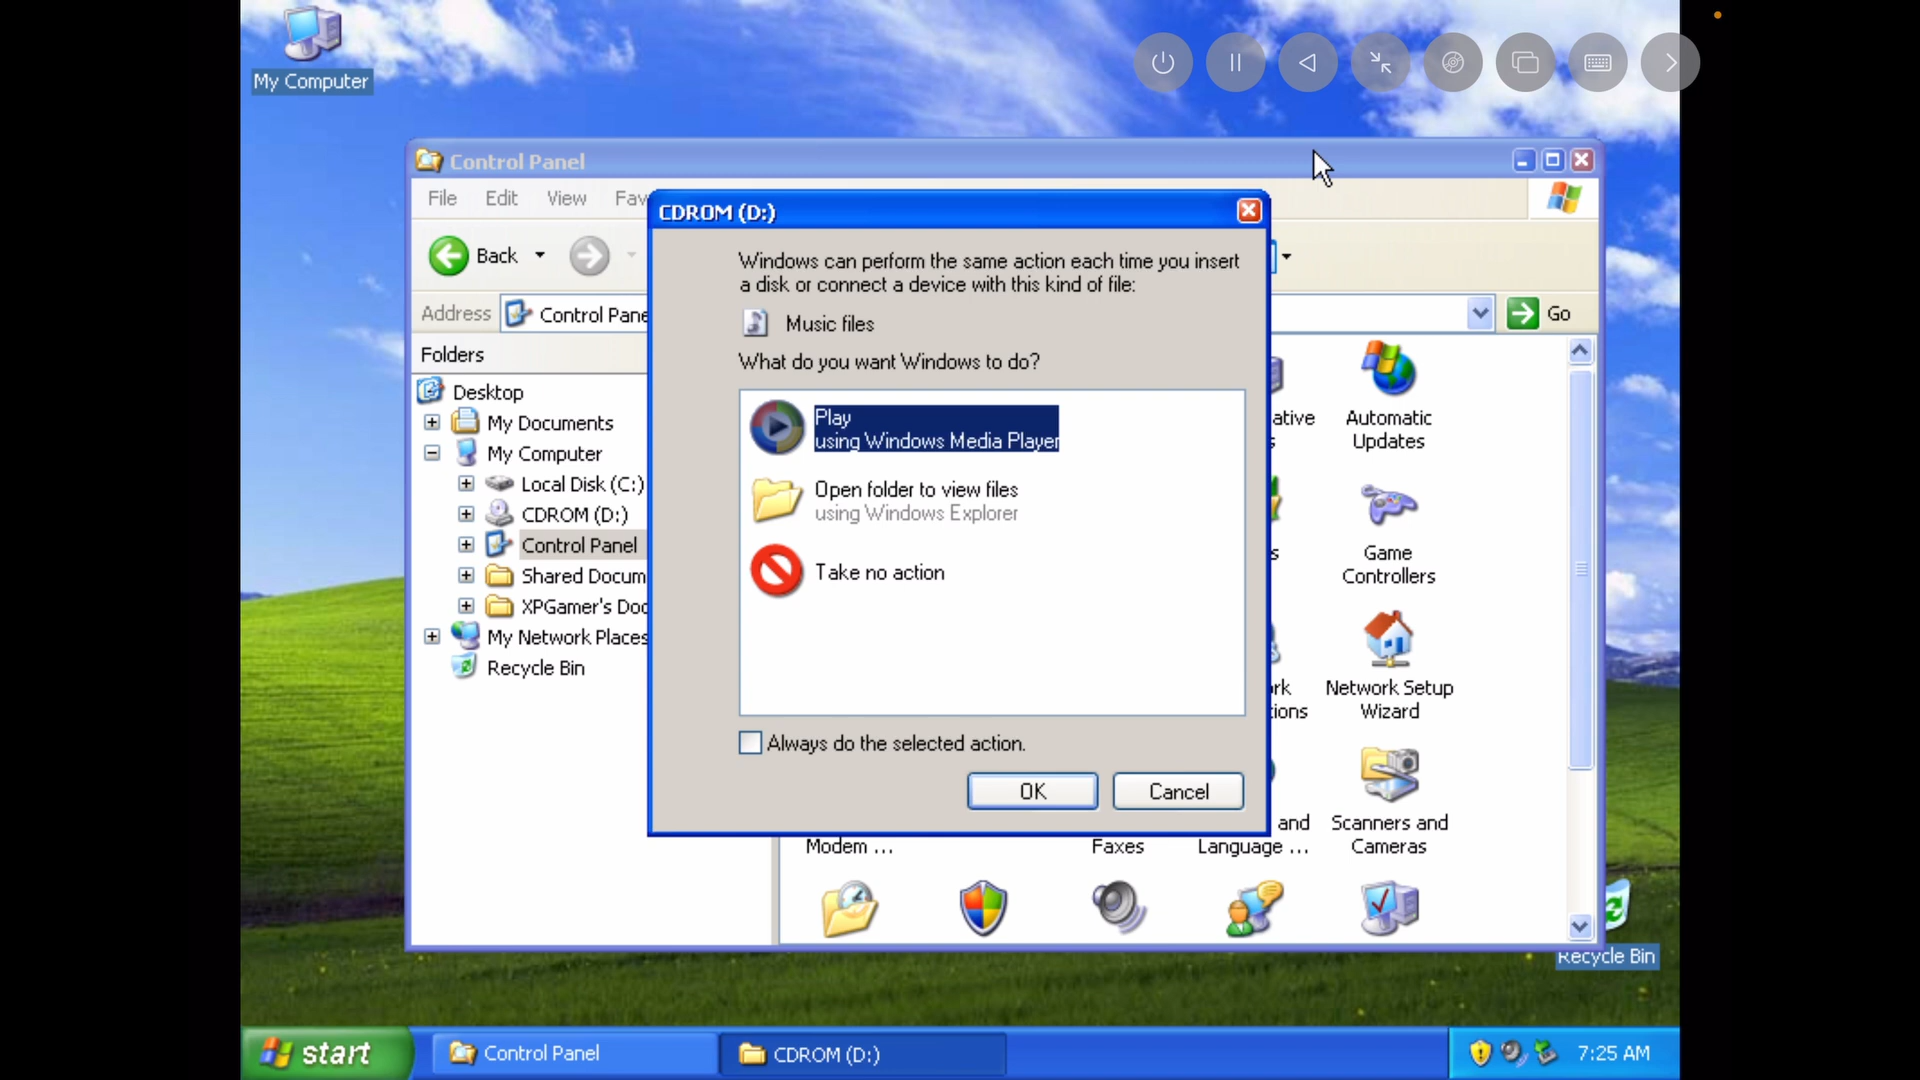 My Computer
Control Panel
File Edit View Fav
CDROM (D:)
Windows can perform the same action each time you insert
a disk or connect a device with this kind of file:
Music files
What do you want Windows to do?
Play
using Windows Media Player
Open folder to view files
using Windows Explorer
Take no action
Always do the selected action.
OK Cancel
Back
Address Control Pane
Go
Folders
Desktop
My Documents
My Computer
Local Disk (C:)
CDROM (D:)
Control Panel
Shared Docum
XPGamer's Doc
My Network Places
Recycle Bin
ative
s
Automatic
Updates
s
Game
Controllers
rk
tions
Network Setup
Wizard
Modem ...
Faxes
and
Language ...
Scanners and
Cameras
Recycle Bin
start
Control Panel
CDROM (D:)
7:25 AM